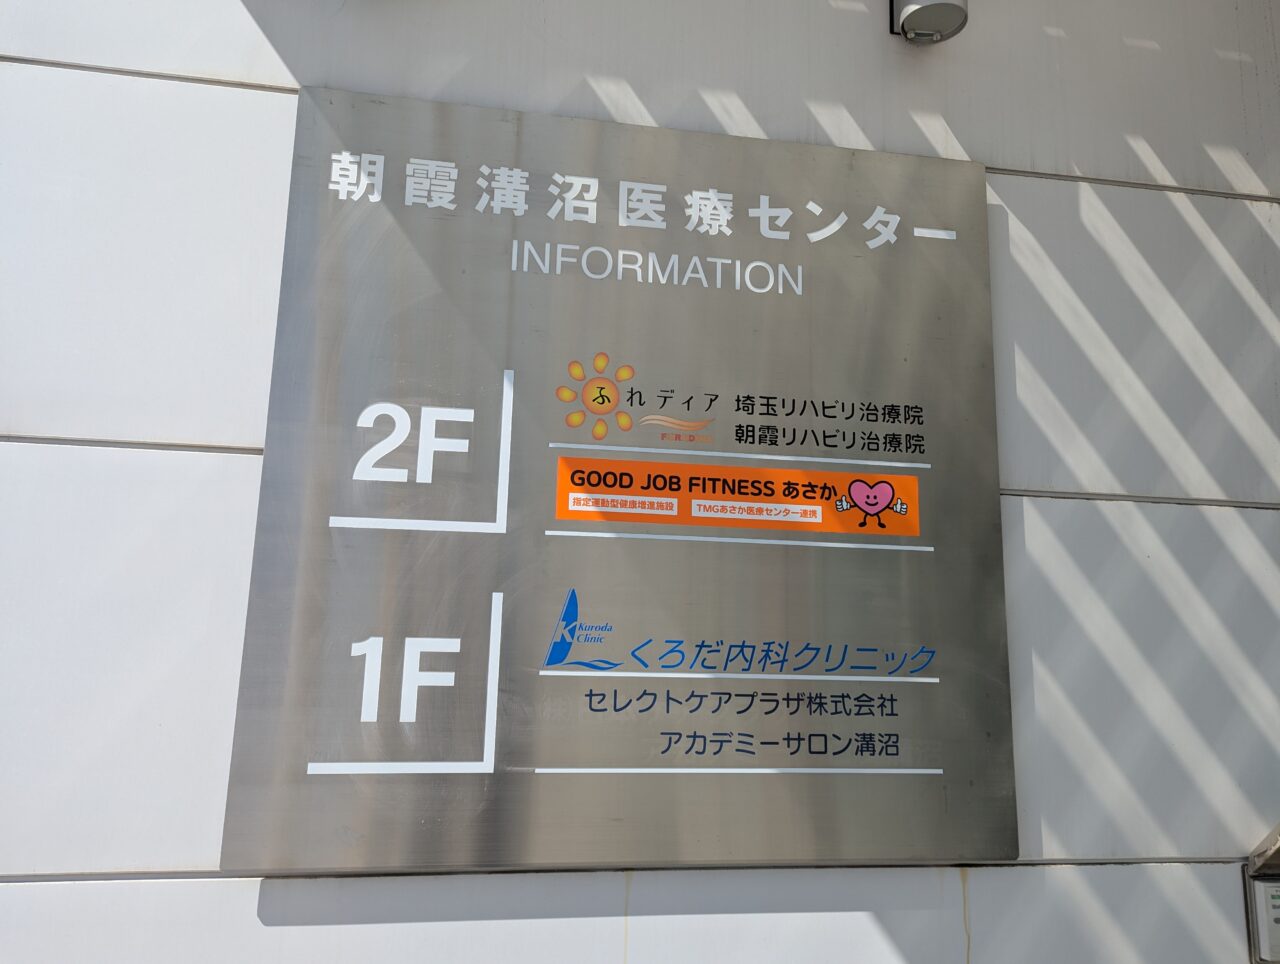 朝霞溝沼医療センター
INFORMATION
2F
ふれディア
埼玉リハビリ治療院
朝霞リハビリ治療院
GOOD JOB FITNESS あさか
指定運動型健康増進施設 TMGあさか医療センター連携
1F
K Kuroda
Clinic
くろだ内科クリニック
セレクトケアプラザ株式会社
アカデミーサロン溝沼